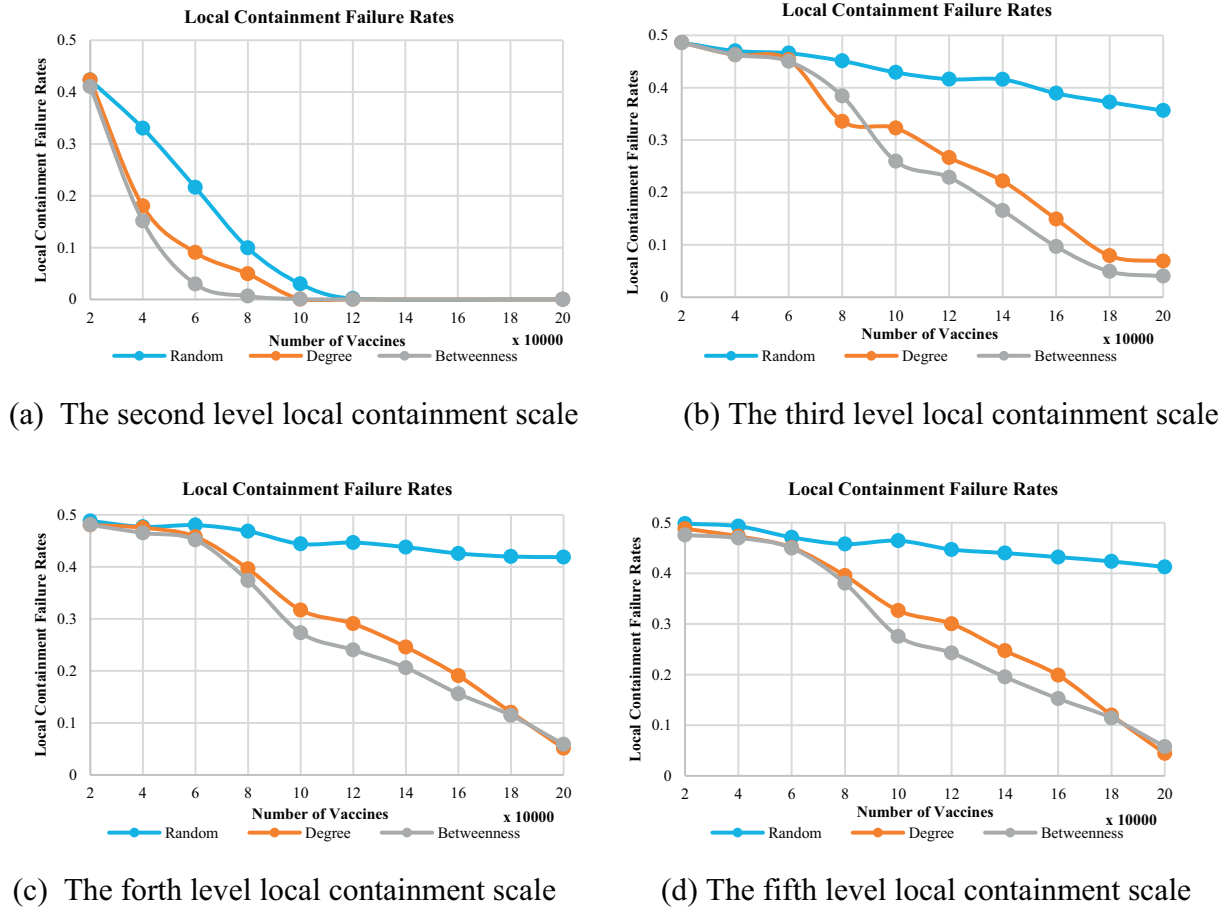 Local Containment Failure Rates
Local Containment Failure Rates
0.5
0.4
0.3
0.2
0.1
0
2 4 6 8 10 12 14 16 18 20
Number of Vaccines
x 10000
Random Degree Betweenness
(a) The second level local containment scale
Local Containment Failure Rates
Local Containment Failure Rates
0.5
0.4
0.3
0.2
0.1
0
2 4 6 8 10 12 14 16 18 20
Number of Vaccines
x 10000
Random Degree Betweenness
(b) The third level local containment scale
Local Containment Failure Rates
Local Containment Failure Rates
0.5
0.4
0.3
0.2
0.1
0
2 4 6 8 10 12 14 16 18 20
Number of Vaccines
x 10000
Random Degree Betweenness
(c) The forth level local containment scale
Local Containment Failure Rates
Local Containment Failure Rates
0.5
0.4
0.3
0.2
0.1
0
2 4 6 8 10 12 14 16 18 20
Number of Vaccines
x 10000
Random Degree Betweenness
(d) The fifth level local containment scale